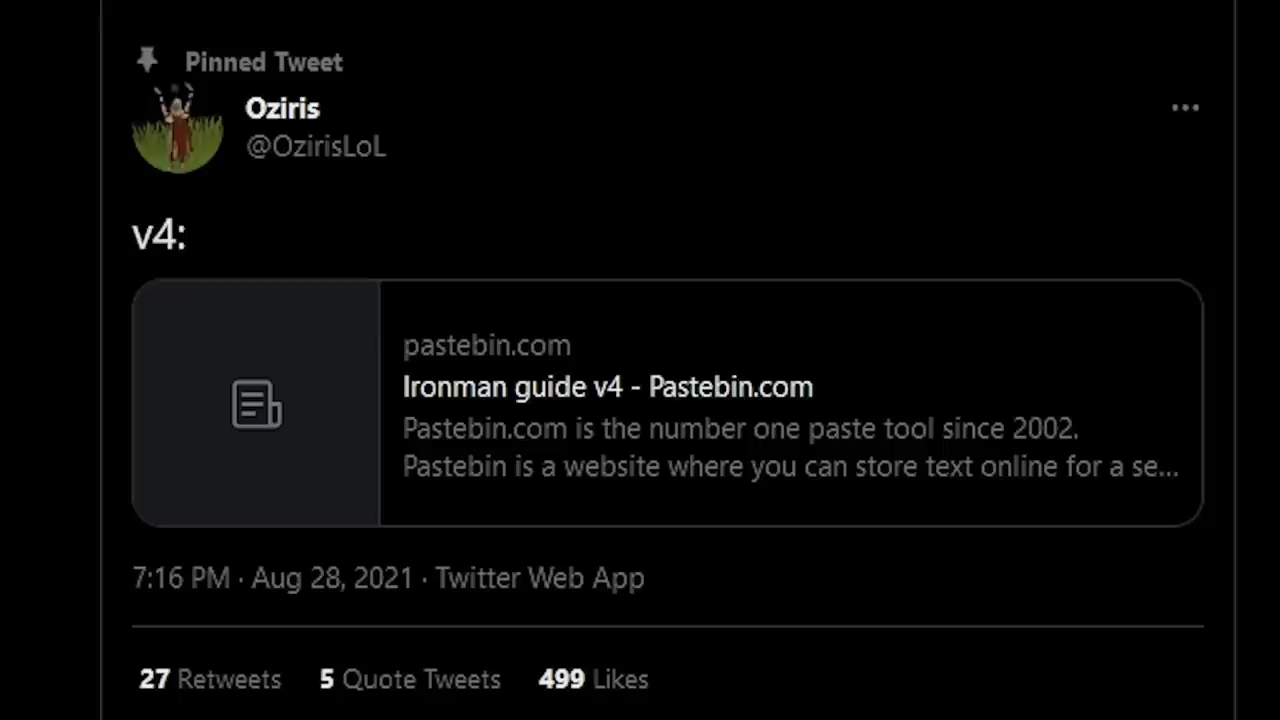 Pinned Tweet
Oziris
@OzirisLoL
v4:
pastebin.com
Ironman guide v4 - Pastebin.com
Pastebin.com is the number one paste tool since 2002.
Pastebin is a website where you can store text online for a se...
7:16 PM · Aug 28, 2021 · Twitter Web App
27 Retweets 5 Quote Tweets 499 Likes